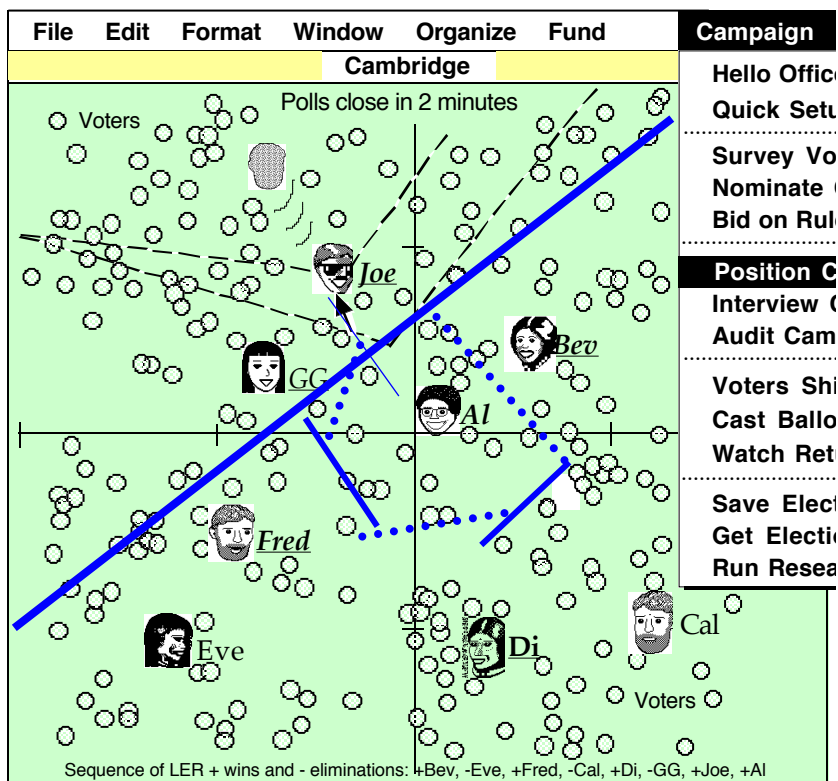 File Edit Format Window Organize Fund Campaign
Cambridge
Hello Office
Quick Setu
Survey Vo
Nominate
Bid on Rul
Position C
Interview
Audit Cam
Voters Shi
Cast Ballo
Watch Ret
Save Elect
Get Electi
Run Resea
Polls close in 2 minutes
Voters
Joe
Bev
GG
Al
Fred
Eve
Di
Cal
Voters
Sequence of LER + wins and - eliminations: +Bev, -Eve, +Fred, -Cal, +Di, -GG, +Joe, +Al